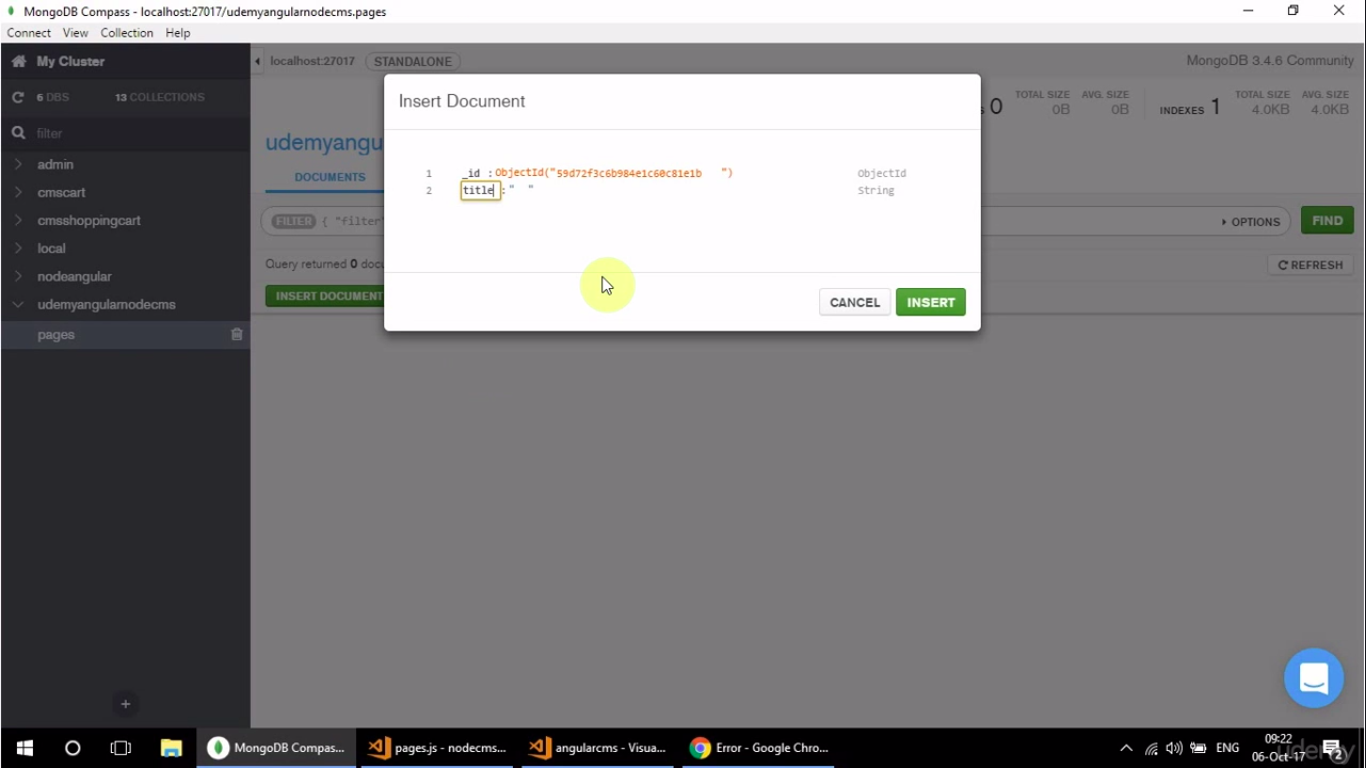 MongoDB Compass - localhost:27017/udemyangularnodecms.pages
Connect View Collection Help
My Cluster
localhost:27017 STANDALONE
MongoDB 3.4.6 Community
6 DBS 13 COLLECTIONS
filter
admin
cmscart
cmsshoppingcart
local
nodeangular
udemyangularnodecms
pages
+
udemyangu
0
TOTAL SIZE AVG. SIZE
0B 0B
INDEXES 1
TOTAL SIZE AVG. SIZE
4.0KB 4.0KB
DOCUMENTS
FILTER { "filter"
OPTIONS
FIND
Query returned 0 docu
REFRESH
INSERT DOCUMENT
Insert Document
1 _id :ObjectId("59d72f3c6b984e1c60c81e1b ") ObjectId
2 title :" " String
CANCEL INSERT
MongoDB Compas...
pages.js - nodecms...
angularcms - Visua...
Error - Google Chro...
ENG
09:22
06-Oct-17
2
udemy